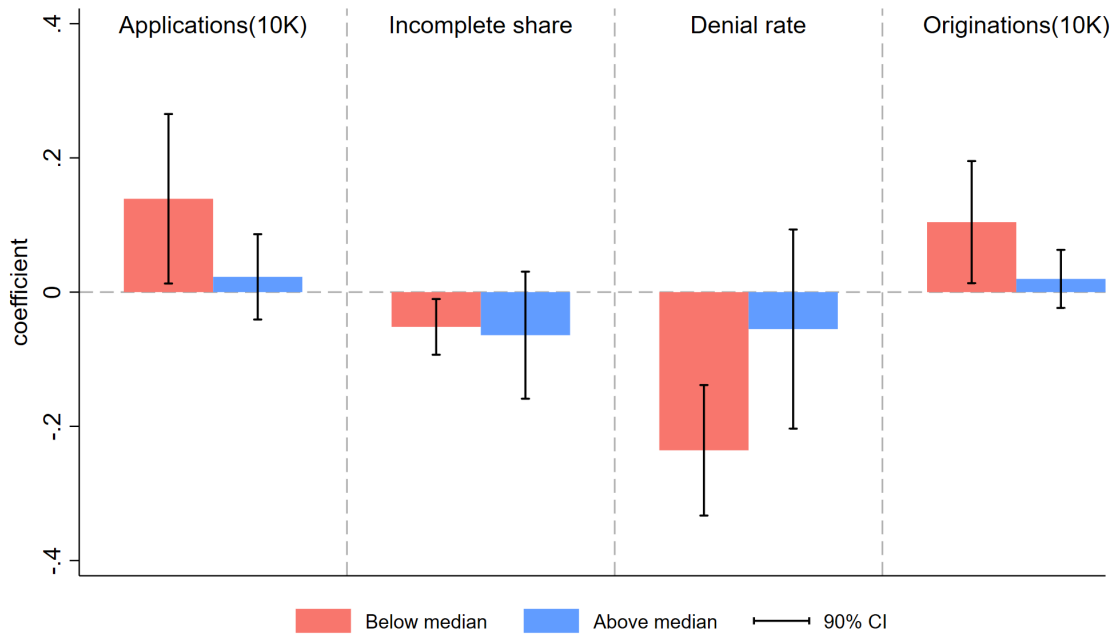 Applications(10K) Incomplete share Denial rate Originations(10K)
.4
.2
0
-.2
-.4
coefficient
Below median Above median 90% CI